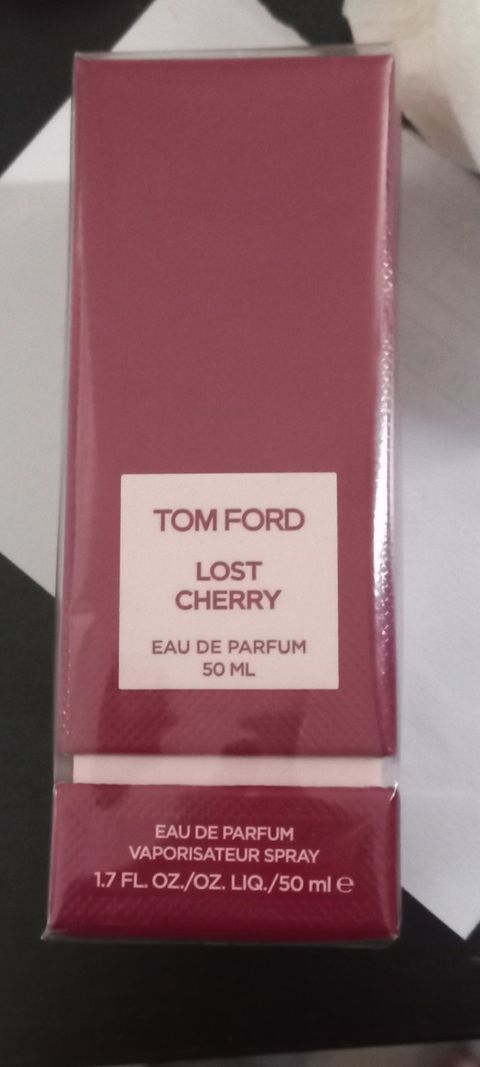 TOM FORD
LOST
CHERRY
EAU DE PARFUM
50 ML
EAU DE PARFUM
VAPORISATEUR SPRAY
1.7 FL. OZ./OZ. LIQ./50 ml ℮